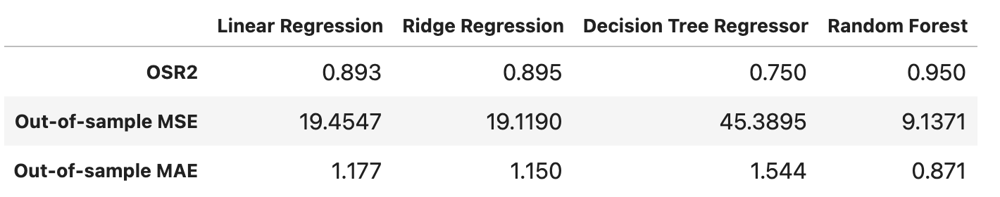 Linear Regression Ridge Regression Decision Tree Regressor Random Forest
OSR2 0.893 0.895 0.750 0.950
Out-of-sample MSE 19.4547 19.1190 45.3895 9.1371
Out-of-sample MAE 1.177 1.150 1.544 0.871